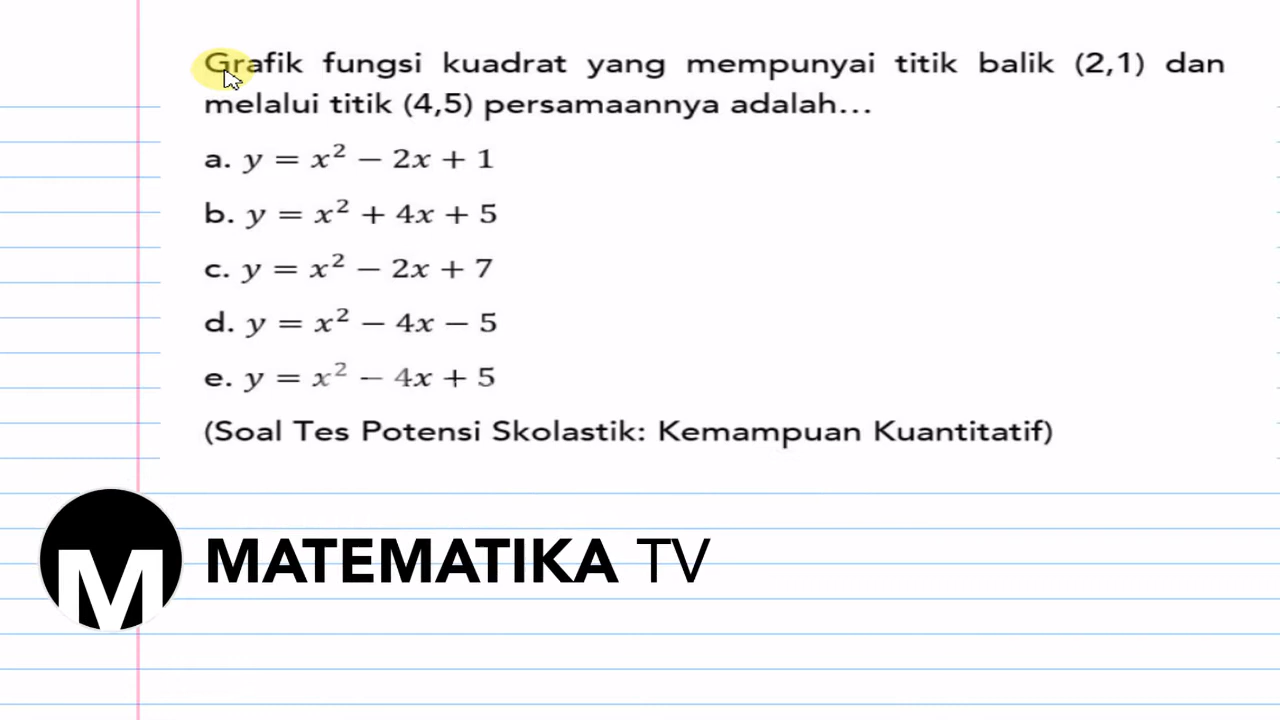 Grafik fungsi kuadrat yang mempunyai titik balik (2,1) dan
melalui titik (4,5) persamaannya adalah...
a. y = x² − 2x + 1
b. y = x² + 4x + 5
c. y = x² − 2x + 7
d. y = x² − 4x − 5
e. y = x² − 4x + 5
(Soal Tes Potensi Skolastik: Kemampuan Kuantitatif)
M MATEMATIKA TV